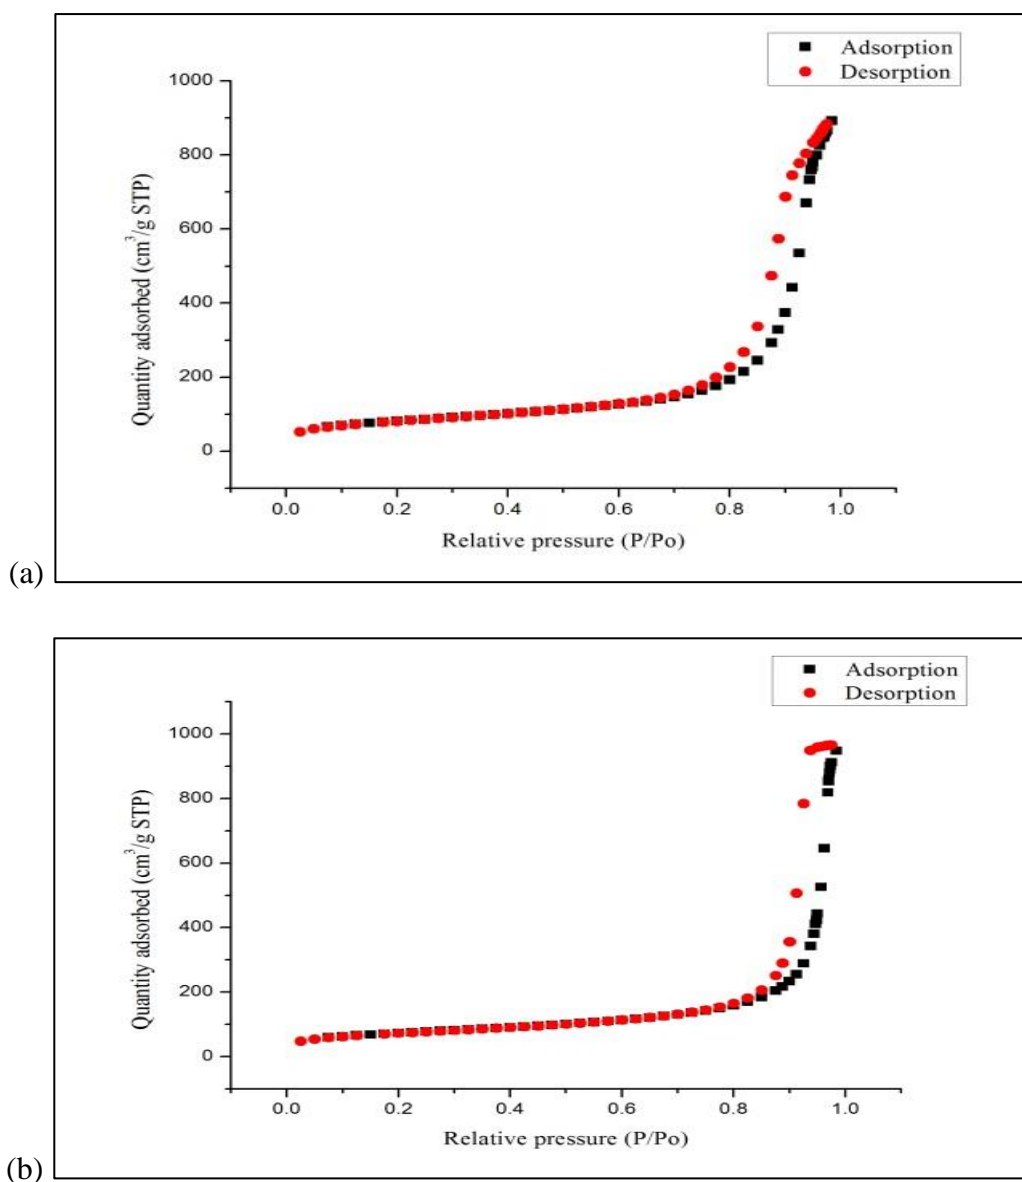 Adsorption
Desorption
1000
800
600
400
200
0
Quantity adsorbed (cm³/g STP)
0.0 0.2 0.4 0.6 0.8 1.0
Relative pressure (P/Po)
(a)
Adsorption
Desorption
1000
800
600
400
200
0
Quantity adsorbed (cm³/g STP)
0.0 0.2 0.4 0.6 0.8 1.0
Relative pressure (P/Po)
(b)